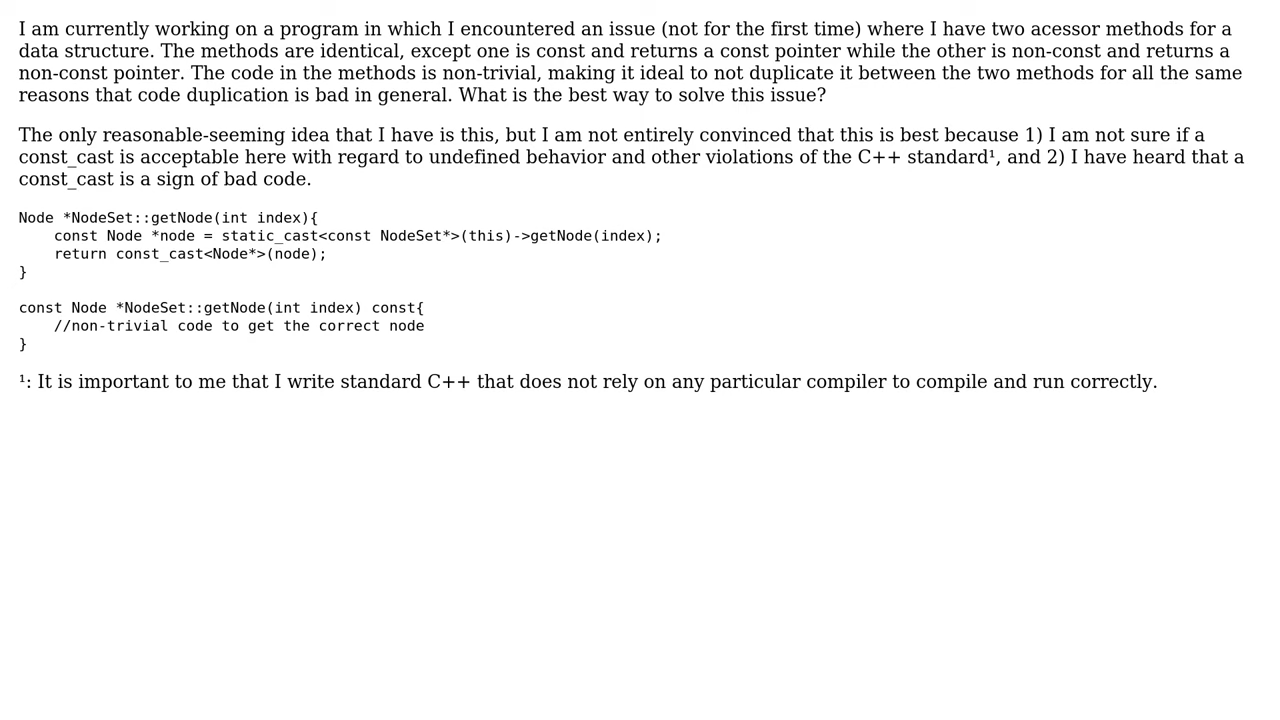 I am currently working on a program in which I encountered an issue (not for the first time) where I have two acessor methods for a
data structure. The methods are identical, except one is const and returns a const pointer while the other is non-const and returns a
non-const pointer. The code in the methods is non-trivial, making it ideal to not duplicate it between the two methods for all the same
reasons that code duplication is bad in general. What is the best way to solve this issue?
The only reasonable-seeming idea that I have is this, but I am not entirely convinced that this is best because 1) I am not sure if a
const_cast is acceptable here with regard to undefined behavior and other violations of the C++ standard¹, and 2) I have heard that a
const_cast is a sign of bad code.
Node *NodeSet::getNode(int index){
    const Node *node = static_cast<const NodeSet*>(this)->getNode(index);
    return const_cast<Node*>(node);
}
const Node *NodeSet::getNode(int index) const{
    //non-trivial code to get the correct node
}
¹: It is important to me that I write standard C++ that does not rely on any particular compiler to compile and run correctly.